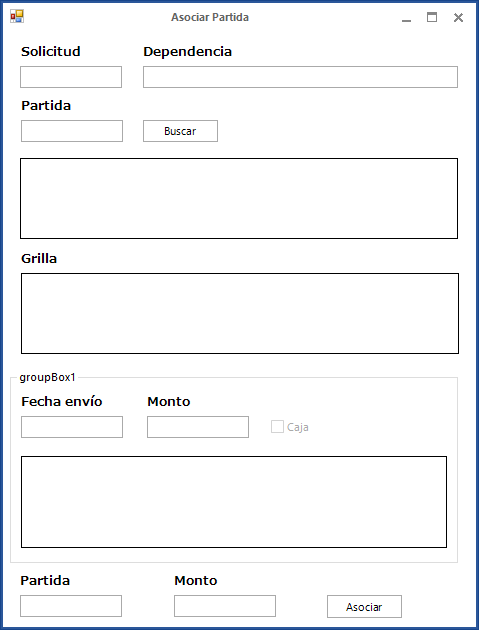 Asociar Partida
Solicitud Dependencia
Partida
Buscar
Grilla
groupBox1
Fecha envío Monto
Caja
Partida Monto
Asociar